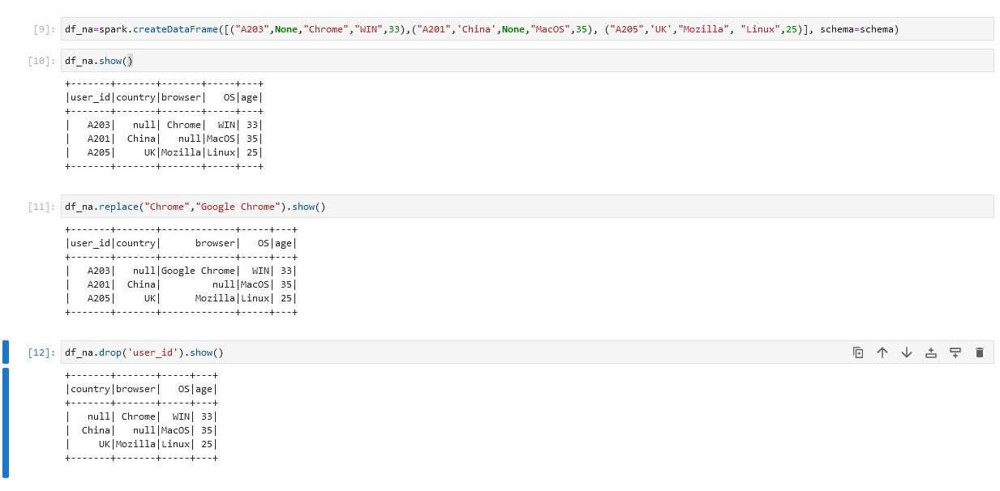 [9]: df_na=spark.createDataFrame([("A203",None,"Chrome","WIN",33),("A201",'China',None,"MacOS",35), ("A205",'UK',"Mozilla", "Linux",25)], schema=schema)
[10]: df_na.show()
+-------+-------+-------+-----+---+
|user_id|country|browser|   OS|age|
+-------+-------+-------+-----+---+
|   A203|   null| Chrome|  WIN| 33|
|   A201|  China|   null|MacOS| 35|
|   A205|     UK|Mozilla|Linux| 25|
+-------+-------+-------+-----+---+
[11]: df_na.replace("Chrome","Google Chrome").show()
+-------+-------+-------------+-----+---+
|user_id|country|      browser|   OS|age|
+-------+-------+-------------+-----+---+
|   A203|   null|Google Chrome|  WIN| 33|
|   A201|  China|         null|MacOS| 35|
|   A205|     UK|      Mozilla|Linux| 25|
+-------+-------+-------------+-----+---+
[12]: df_na.drop('user_id').show()
+-------+-------+-----+---+
|country|browser|   OS|age|
+-------+-------+-----+---+
|   null| Chrome|  WIN| 33|
|  China|   null|MacOS| 35|
|     UK|Mozilla|Linux| 25|
+-------+-------+-----+---+